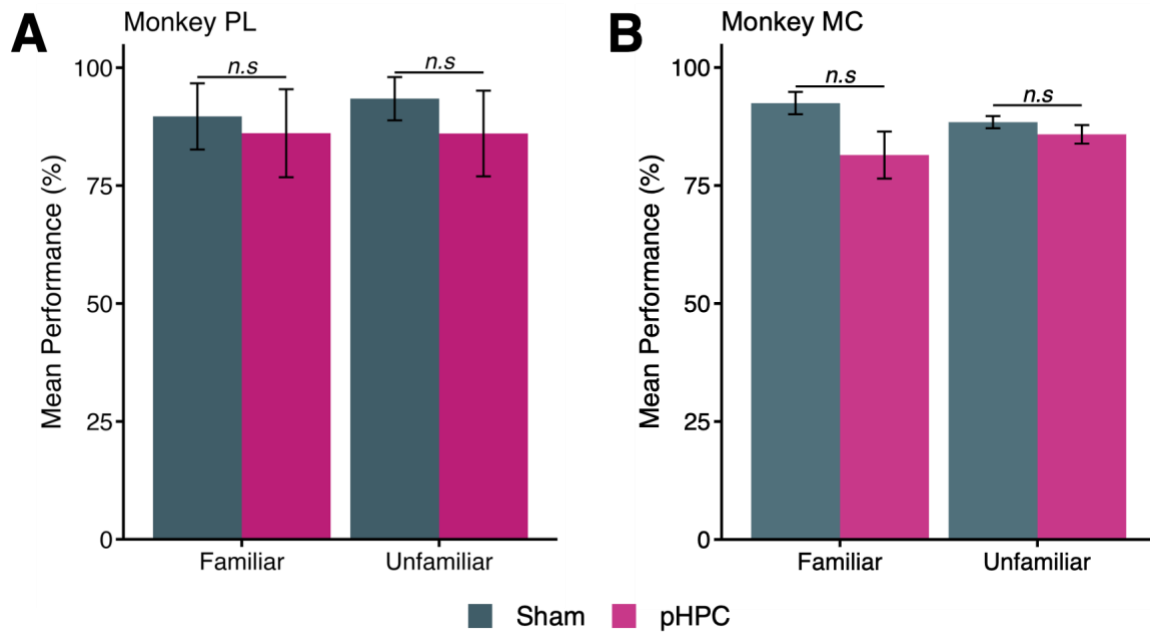 A
Monkey PL
Mean Performance (%)
100
75
50
25
0
n.s
n.s
Familiar
Unfamiliar
B
Monkey MC
Mean Performance (%)
100
75
50
25
0
n.s
n.s
Familiar
Unfamiliar
Sham
pHPC